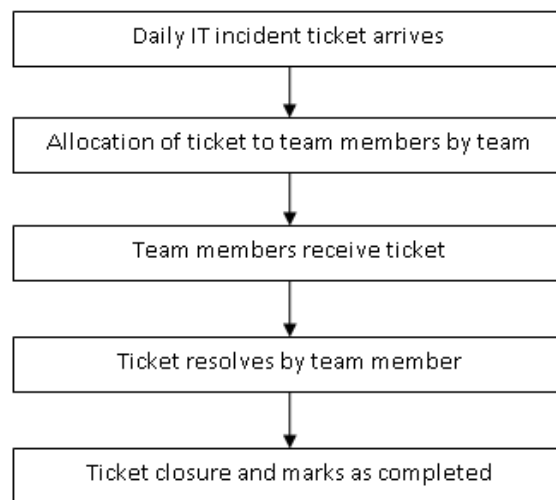 Daily IT incident ticket arrives
Allocation of ticket to team members by team
Team members receive ticket
Ticket resolves by team member
Ticket closure and marks as completed